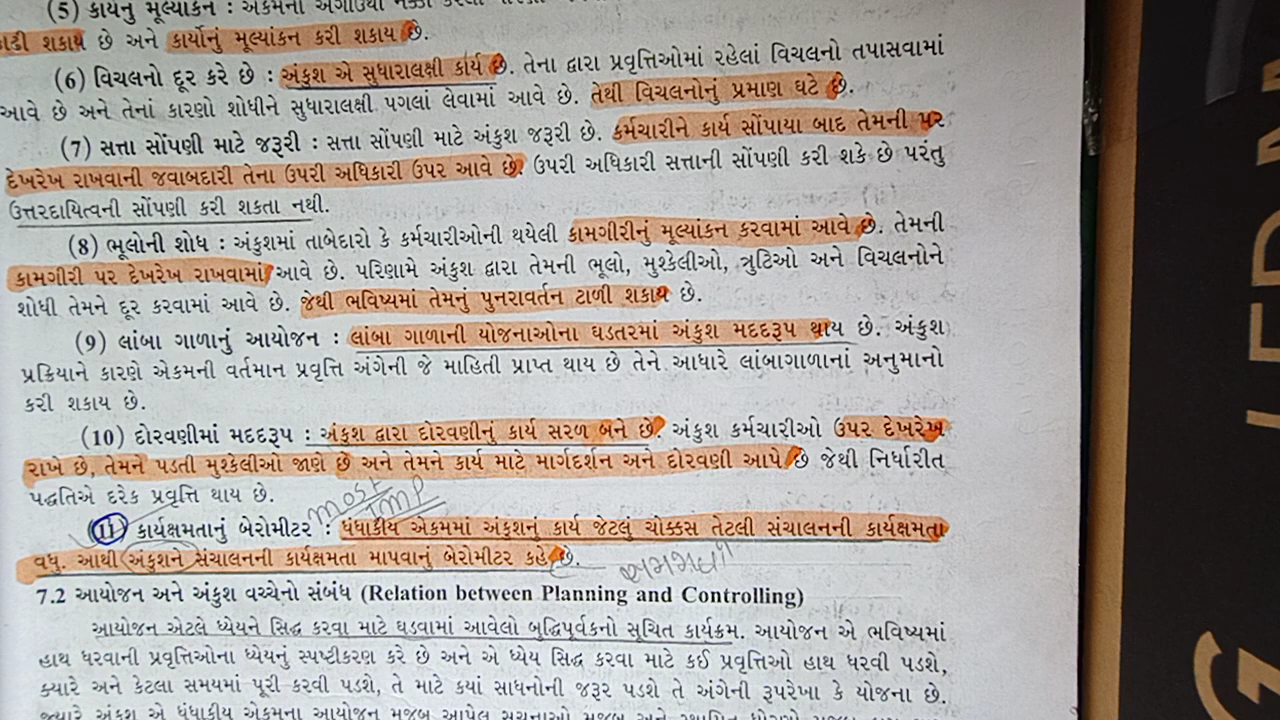 (5) કાર્યનું મૂલ્યાંકન : એકમની અગાઉથી નક્કી
કાઢી શકાય છે અને કાર્યોનું મૂલ્યાંકન કરી શકાય છે.
(6) વિચલનો દૂર કરે છે : અંકુશ એ સુધારાલક્ષી કાર્ય છે. તેના દ્વારા પ્રવૃત્તિઓમાં રહેલાં વિચલનો તપાસવામાં
આવે છે અને તેનાં કારણો શોધીને સુધારાલક્ષી પગલાં લેવામાં આવે છે. તેથી વિચલનોનું પ્રમાણ ઘટે છે.
(7) સત્તા સોંપણી માટે જરૂરી : સત્તા સોંપણી માટે અંકુશ જરૂરી છે. કર્મચારીને કાર્ય સોંપાયા બાદ તેમની પર
દેખરેખ રાખવાની જવાબદારી તેના ઉપરી અધિકારી ઉપર આવે છે. ઉપરી અધિકારી સત્તાની સોંપણી કરી શકે છે પરંતુ
ઉત્તરદાયિત્વની સોંપણી કરી શકતા નથી.
(8) ભૂલોની શોધ : અંકુશમાં તાબેદારો કે કર્મચારીઓની થયેલી કામગીરીનું મૂલ્યાંકન કરવામાં આવે છે. તેમની
કામગીરી પર દેખરેખ રાખવામાં આવે છે. પરિણામે અંકુશ દ્વારા તેમની ભૂલો, મુશ્કેલીઓ, ત્રુટિઓ અને વિચલનોને
શોધી તેમને દૂર કરવામાં આવે છે. જેથી ભવિષ્યમાં તેમનું પુનરાવર્તન ટાળી શકાય છે.
(9) લાંબા ગાળાનું આયોજન : લાંબા ગાળાની યોજનાઓના ઘડતરમાં અંકુશ મદદરૂપ થાય છે. અંકુશ
પ્રક્રિયાને કારણે એકમની વર્તમાન પ્રવૃત્તિ અંગેની જે માહિતી પ્રાપ્ત થાય છે તેને આધારે લાંબાગાળાનાં અનુમાનો
કરી શકાય છે.
(10) દોરવણીમાં મદદરૂપ : અંકુશ દ્વારા દોરવણીનું કાર્ય સરળ બને છે. અંકુશ કર્મચારીઓ ઉપર દેખરેખ
રાખે છે, તેમને પડતી મુશ્કેલીઓ જાણે છે અને તેમને કાર્ય માટે માર્ગદર્શન અને દોરવણી આપે છે જેથી નિર્ધારીત
પદ્ધતિએ દરેક પ્રવૃત્તિ થાય છે.
most IMP
(11) કાર્યક્ષમતાનું બેરોમીટર : ધંધાકીય એકમમાં અંકુશનું કાર્ય જેટલું ચોક્કસ તેટલી સંચાલનની કાર્યક્ષમતા
વધુ. આથી અંકુશને સંચાલનની કાર્યક્ષમતા માપવાનું બેરોમીટર કહે છે.
7.2 આયોજન અને અંકુશ વચ્ચેનો સંબંધ (Relation between Planning and Controlling)
આયોજન એટલે ધ્યેયને સિદ્ધ કરવા માટે ઘડવામાં આવેલો બુદ્ધિપૂર્વકનો સૂચિત કાર્યક્રમ. આયોજન એ ભવિષ્યમાં
હાથ ધરવાની પ્રવૃત્તિઓના ધ્યેયનું સ્પષ્ટીકરણ કરે છે અને એ ધ્યેય સિદ્ધ કરવા માટે કઈ પ્રવૃત્તિઓ હાથ ધરવી પડશે,
ક્યારે અને કેટલા સમયમાં પૂરી કરવી પડશે, તે માટે કયાં સાધનોની જરૂર પડશે તે અંગેની રૂપરેખા કે યોજના છે.
જ્યારે અંકુશ એ ધંધાકીય એકમના આયોજન મુજબ આપેલ સૂચનાઓ મુજબ અને